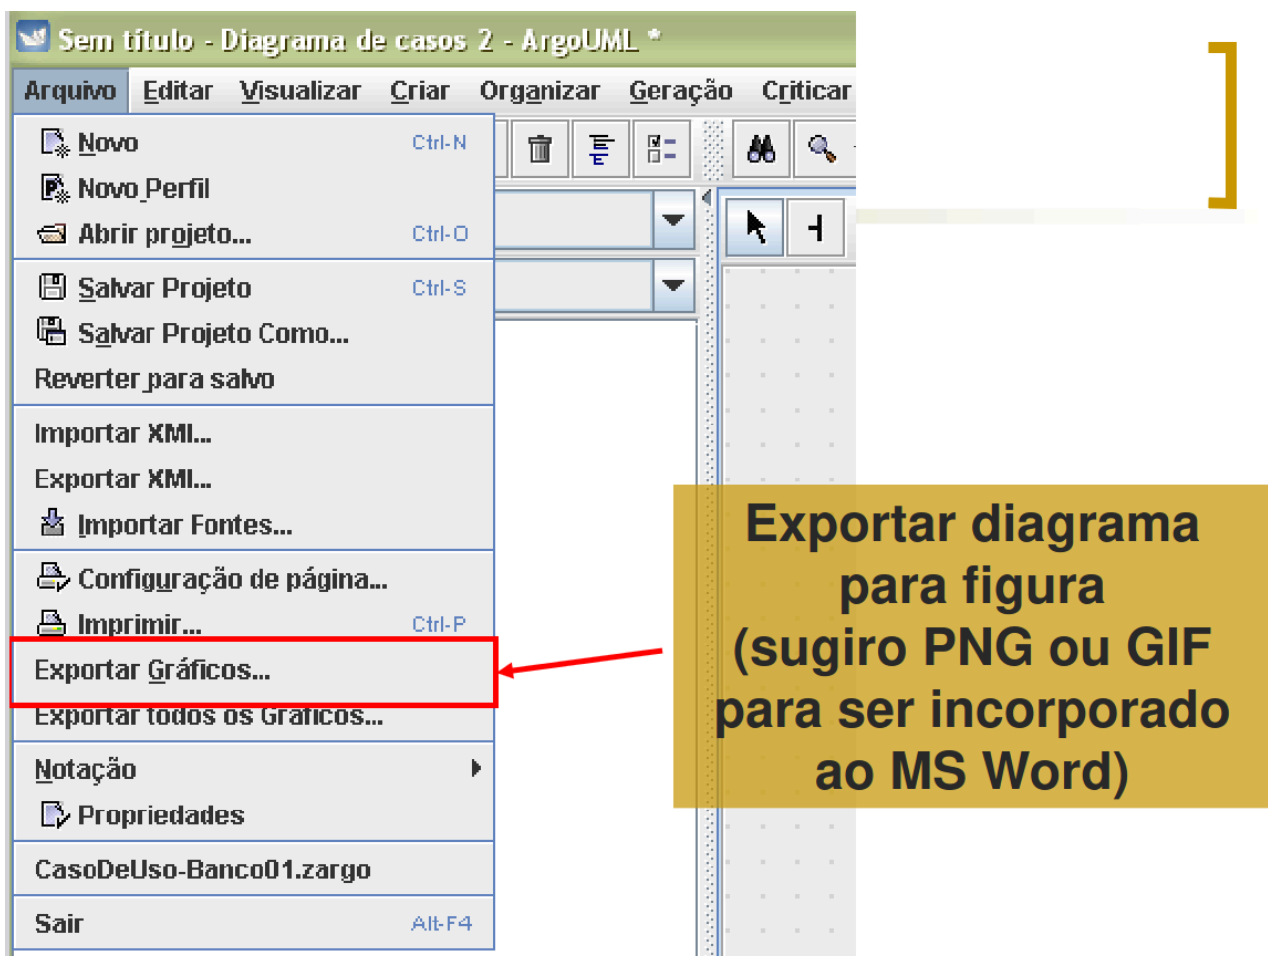 Sem título - Diagrama de casos 2 - ArgoUML *
Arquivo Editar Visualizar Criar Organizar Geração Criticar
Novo Ctrl-N
Novo Perfil
Abrir projeto... Ctrl-O
Salvar Projeto Ctrl-S
Salvar Projeto Como...
Reverter para salvo
Importar XMI...
Exportar XMI...
Importar Fontes...
Configuração de página...
Imprimir... Ctrl-P
Exportar Gráficos...
Exportar todos os Gráficos...
Notação
Propriedades
CasoDeUso-Banco01.zargo
Sair Alt-F4
Exportar diagrama
para figura
(sugiro PNG ou GIF
para ser incorporado
ao MS Word)